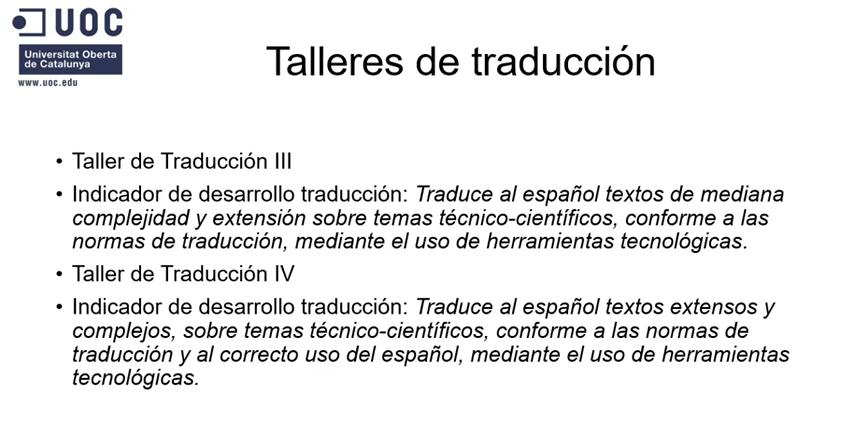 UOC
Universitat Oberta
de Catalunya
www.uoc.edu
Talleres de traducción
• Taller de Traducción III
• Indicador de desarrollo traducción: Traduce al español textos de mediana
complejidad y extensión sobre temas técnico-científicos, conforme a las
normas de traducción, mediante el uso de herramientas tecnológicas.
• Taller de Traducción IV
• Indicador de desarrollo traducción: Traduce al español textos extensos y
complejos, sobre temas técnico-científicos, conforme a las normas de
traducción y al correcto uso del español, mediante el uso de herramientas
tecnológicas.